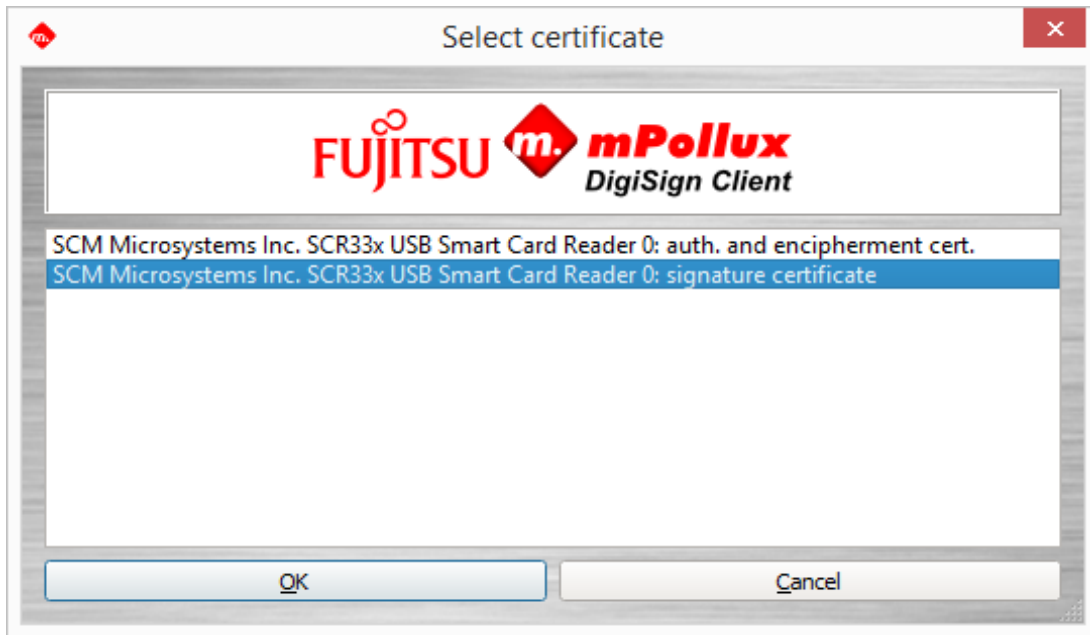 m.
Select certificate
FUJITSU m. mPollux
DigiSign Client
SCM Microsystems Inc. SCR33x USB Smart Card Reader 0: auth. and encipherment cert.
SCM Microsystems Inc. SCR33x USB Smart Card Reader 0: signature certificate
OK
Cancel